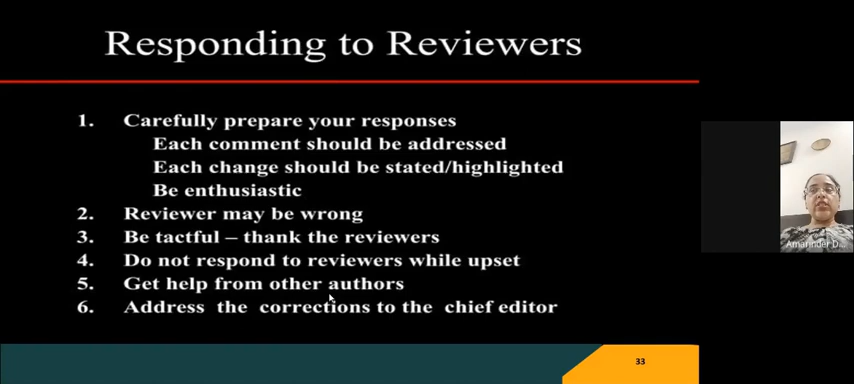 Responding to Reviewers
1. Carefully prepare your responses
Each comment should be addressed
Each change should be stated/highlighted
Be enthusiastic
2. Reviewer may be wrong
3. Be tactful – thank the reviewers
4. Do not respond to reviewers while upset
5. Get help from other authors
6. Address the corrections to the chief editor
33
Amarinder D...